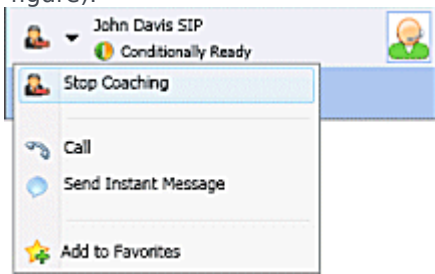 figure).
John Davis SIP
Conditionally Ready
Stop Coaching
Call
Send Instant Message
Add to Favorites